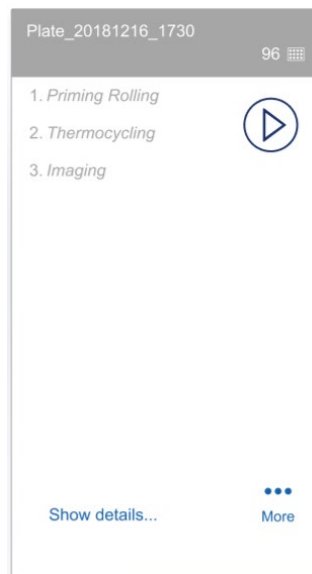 Plate_20181216_1730
96
1. Priming Rolling
2. Thermocycling
3. Imaging
Show details...
More